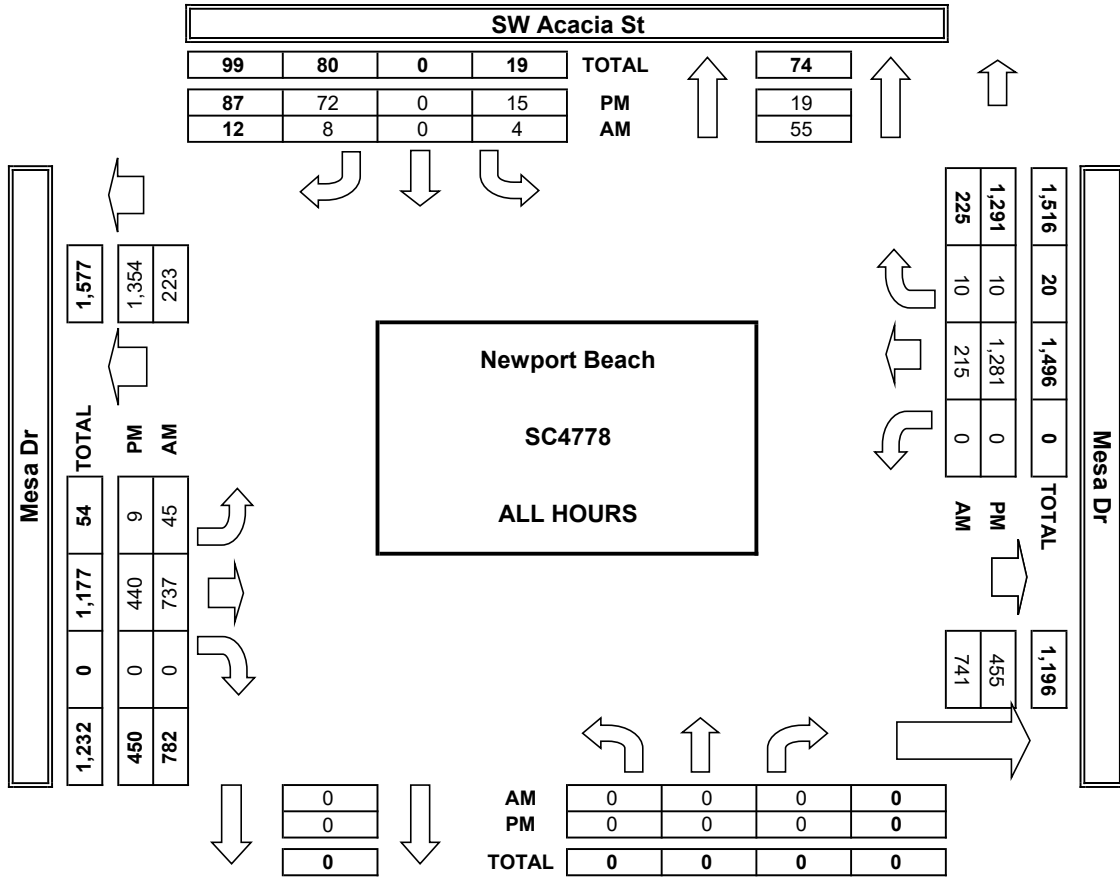 SW Acacia St
99 80 0 19 TOTAL 74
87 72 0 15 PM 19
12 8 0 4 AM 55
Mesa Dr
1,577
1,354
223
TOTAL 54 1,177 0 1,232
PM 9 440 0 450
AM 45 737 0 782
Newport Beach
SC4778
ALL HOURS
1,516 20 1,496 0 TOTAL
1,291 10 1,281 0 PM
225 10 215 0 AM
1,196
455
741
Mesa Dr
0 AM 0 0 0 0
0 PM 0 0 0 0
0 TOTAL 0 0 0 0